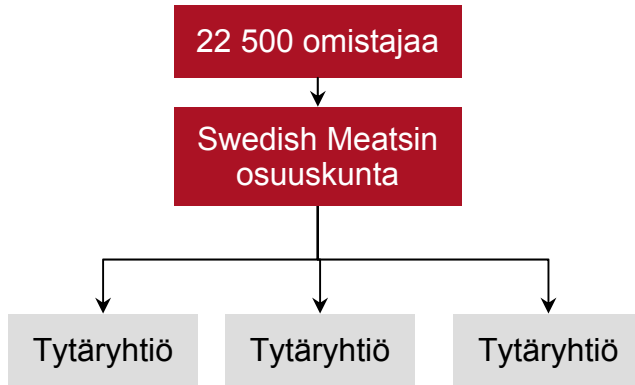 22 500 omistajaa
Swedish Meatsin
osuuskunta
Tytäryhtiö
Tytäryhtiö
Tytäryhtiö